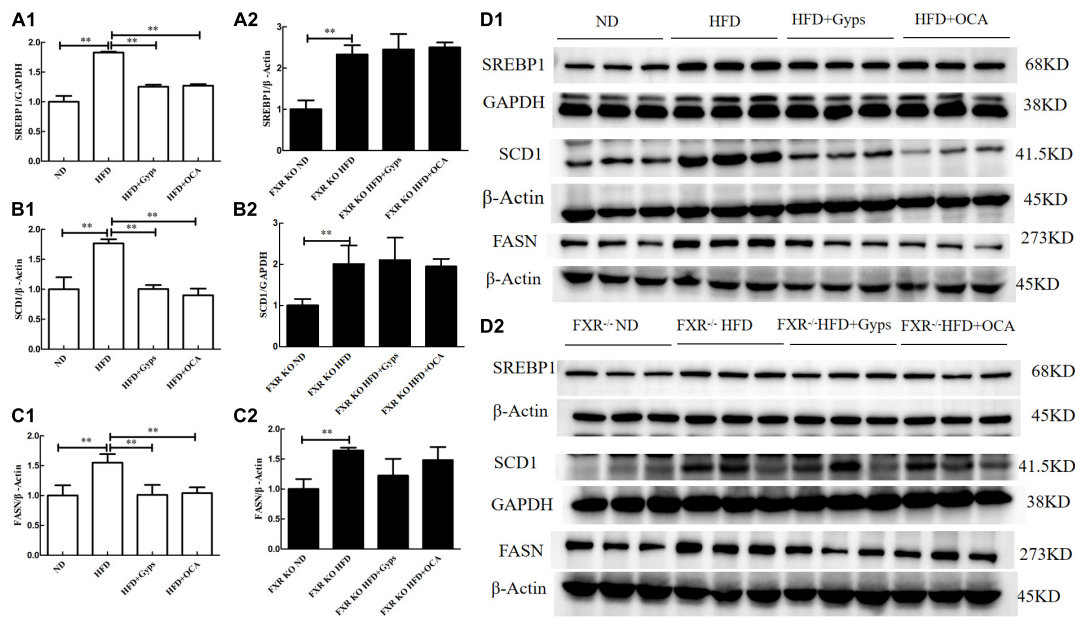 A1
SREBP1/GAPDH
2.0
1.5
1.0
0.5
0.0
**
**
**
ND
HFD
HFD+Gyps
HFD+OCA
A2
SREBP1/β -Actin
3
2
1
0
**
FXR KO ND
FXR KO HFD
FXR KO HFD+Gyps
FXR KO HFD+OCA
B1
SCD1/β -Actin
2.0
1.5
1.0
0.5
0.0
**
**
**
ND
HFD
HFD+Gyps
HFD+OCA
B2
SCD1/GAPDH
3
2
1
0
**
FXR KO ND
FXR KO HFD
FXR KO HFD+Gyps
FXR KO HFD+OCA
C1
FASN/β -Actin
2.0
1.5
1.0
0.5
0.0
**
**
**
ND
HFD
HFD+Gyps
HFD+OCA
C2
FASN/β -Actin
2.0
1.5
1.0
0.5
0.0
**
FXR KO ND
FXR KO HFD
FXR KO HFD+Gyps
FXR KO HFD+OCA
D1
ND HFD HFD+Gyps HFD+OCA
SREBP1 68KD
GAPDH 38KD
SCD1 41.5KD
β-Actin 45KD
FASN 273KD
β-Actin 45KD
D2
FXR-/- ND FXR-/- HFD FXR-/-HFD+Gyps FXR-/-HFD+OCA
SREBP1 68KD
β-Actin 45KD
SCD1 41.5KD
GAPDH 38KD
FASN 273KD
β-Actin 45KD